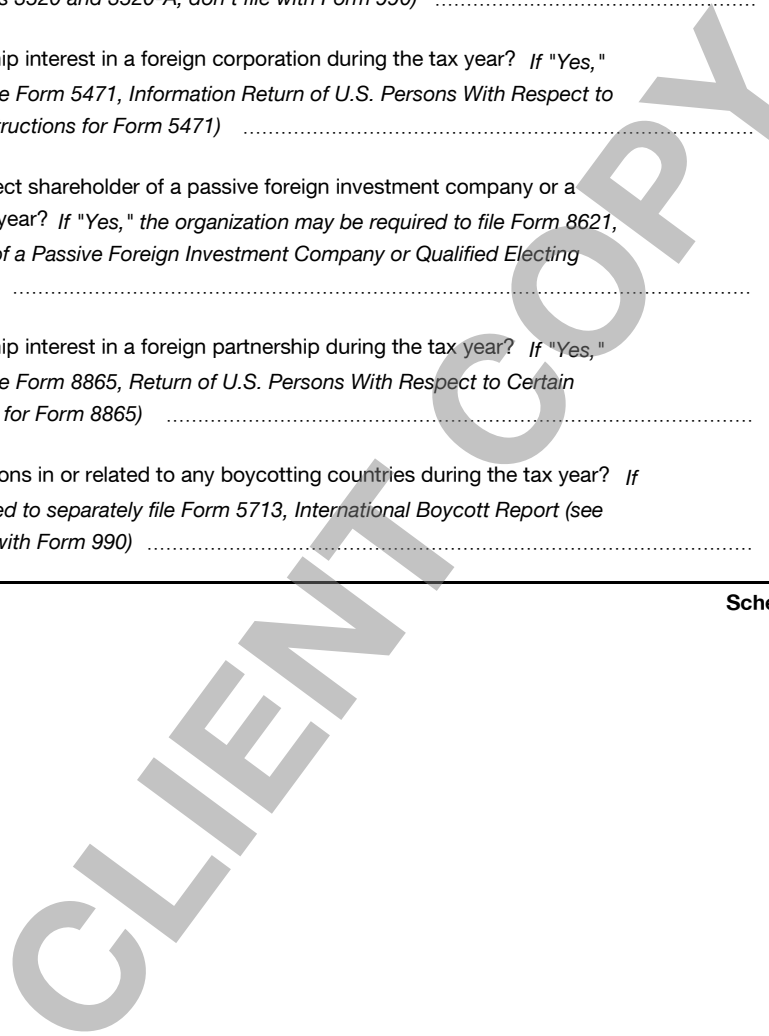 s 3520 and 3520-A; don't file with Form 990)
ip interest in a foreign corporation during the tax year? If "Yes,"
e Form 5471, Information Return of U.S. Persons With Respect to
ructions for Form 5471)
ect shareholder of a passive foreign investment company or a
year? If "Yes," the organization may be required to file Form 8621,
of a Passive Foreign Investment Company or Qualified Electing
ip interest in a foreign partnership during the tax year? If "Yes,"
e Form 8865, Return of U.S. Persons With Respect to Certain
for Form 8865)
ons in or related to any boycotting countries during the tax year? If
ed to separately file Form 5713, International Boycott Report (see
with Form 990)
Sche
CLIENT COPY